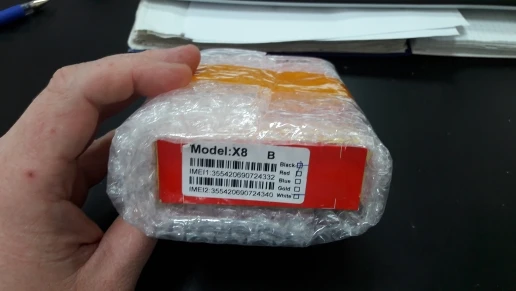 Model:X8 B
Black
Red
IMEI1:355420690724332
Blue
Gold
IMEI2:355420690724340
White